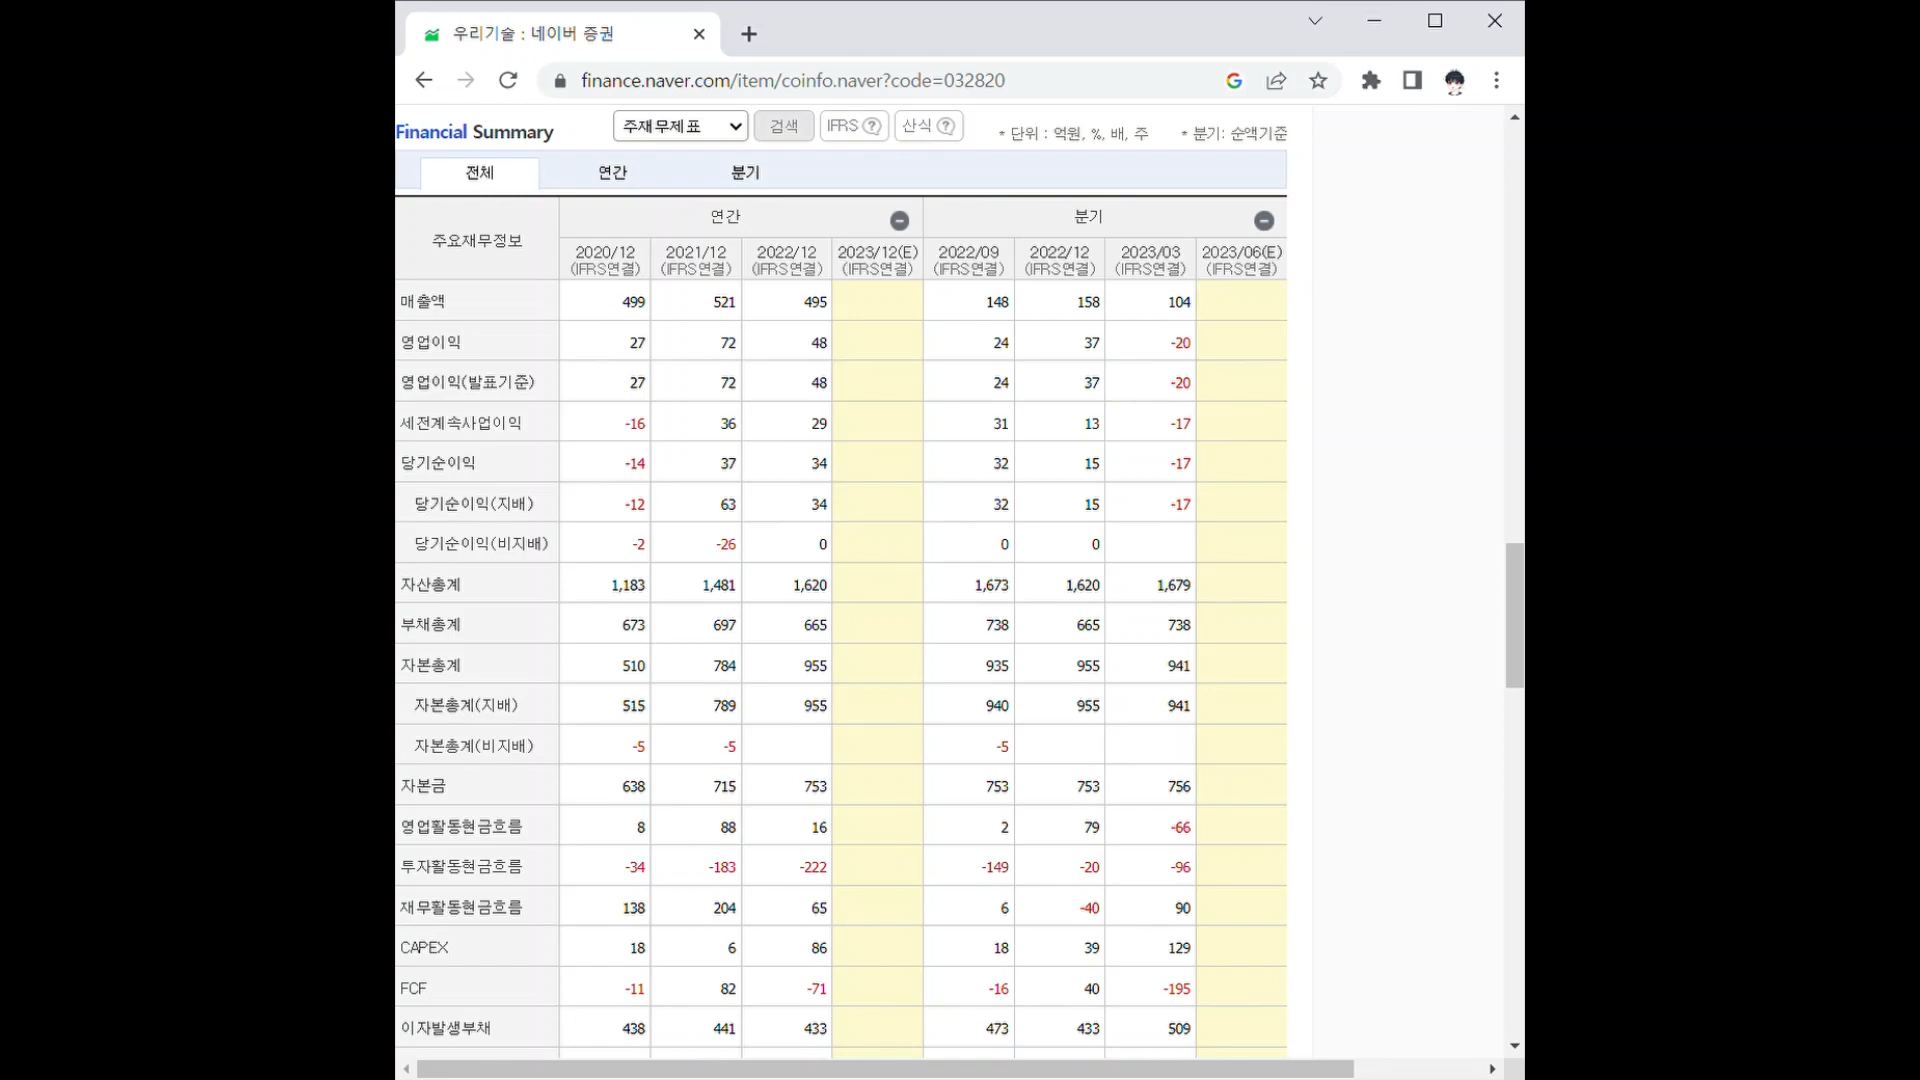 우리기술 : 네이버 증권
finance.naver.com/item/coinfo.naver?code=032820
Financial Summary 주재무제표 검색 IFRS ? 산식 ? * 단위 : 억원, %, 배, 주 * 분기: 순액기준
전체 연간 분기
주요재무정보 연간 분기
2020/12 2021/12 2022/12 2023/12(E) 2022/09 2022/12 2023/03 2023/06(E)
(IFRS연결) (IFRS연결) (IFRS연결) (IFRS연결) (IFRS연결) (IFRS연결) (IFRS연결) (IFRS연결)
매출액 499 521 495 148 158 104
영업이익 27 72 48 24 37 -20
영업이익(발표기준) 27 72 48 24 37 -20
세전계속사업이익 -16 36 29 31 13 -17
당기순이익 -14 37 34 32 15 -17
당기순이익(지배) -12 63 34 32 15 -17
당기순이익(비지배) -2 -26 0 0 0
자산총계 1,183 1,481 1,620 1,673 1,620 1,679
부채총계 673 697 665 738 665 738
자본총계 510 784 955 935 955 941
자본총계(지배) 515 789 955 940 955 941
자본총계(비지배) -5 -5 -5
자본금 638 715 753 753 753 756
영업활동현금흐름 8 88 16 2 79 -66
투자활동현금흐름 -34 -183 -222 -149 -20 -96
재무활동현금흐름 138 204 65 6 -40 90
CAPEX 18 6 86 18 39 129
FCF -11 82 -71 -16 40 -195
이자발생부채 438 441 433 473 433 509